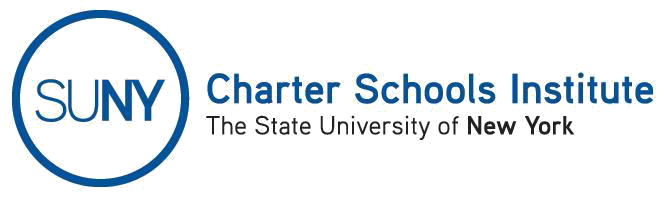 SUNY
Charter Schools Institute
The State University of New York